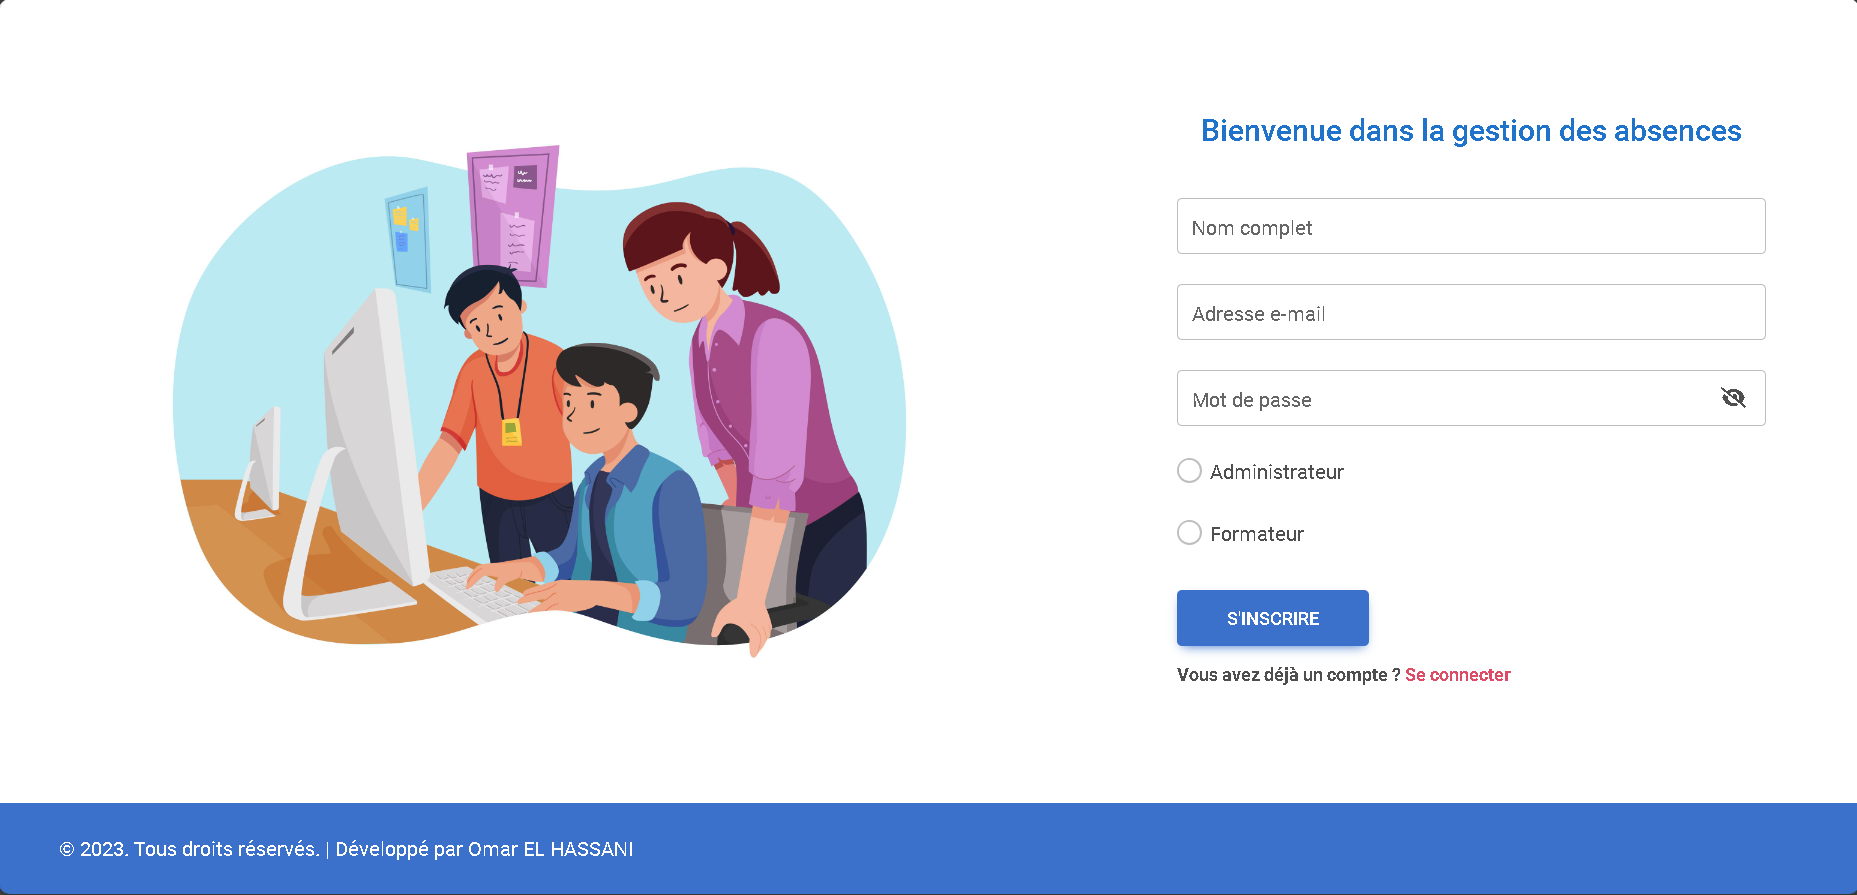 Bienvenue dans la gestion des absences
Nom complet
Adresse e-mail
Mot de passe
Administrateur
Formateur
S'INSCRIRE
Vous avez déjà un compte ? Se connecter
© 2023. Tous droits réservés. | Développé par Omar EL HASSANI